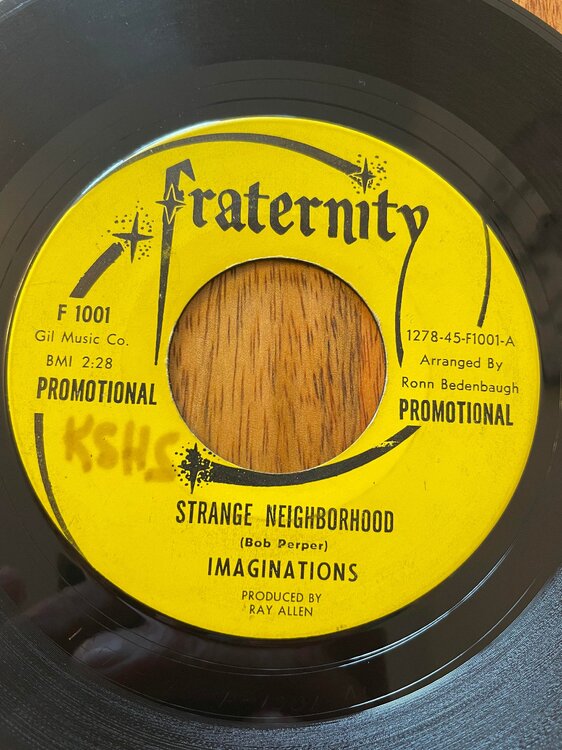 fraternity
F 1001
Gil Music Co.
BMI 2:28
PROMOTIONAL
KSHS
1278-45-F1001-A
Arranged By
Ronn Bedenbaugh
PROMOTIONAL
STRANGE NEIGHBORHOOD
(Bob Perper)
IMAGINATIONS
PRODUCED BY
RAY ALLEN